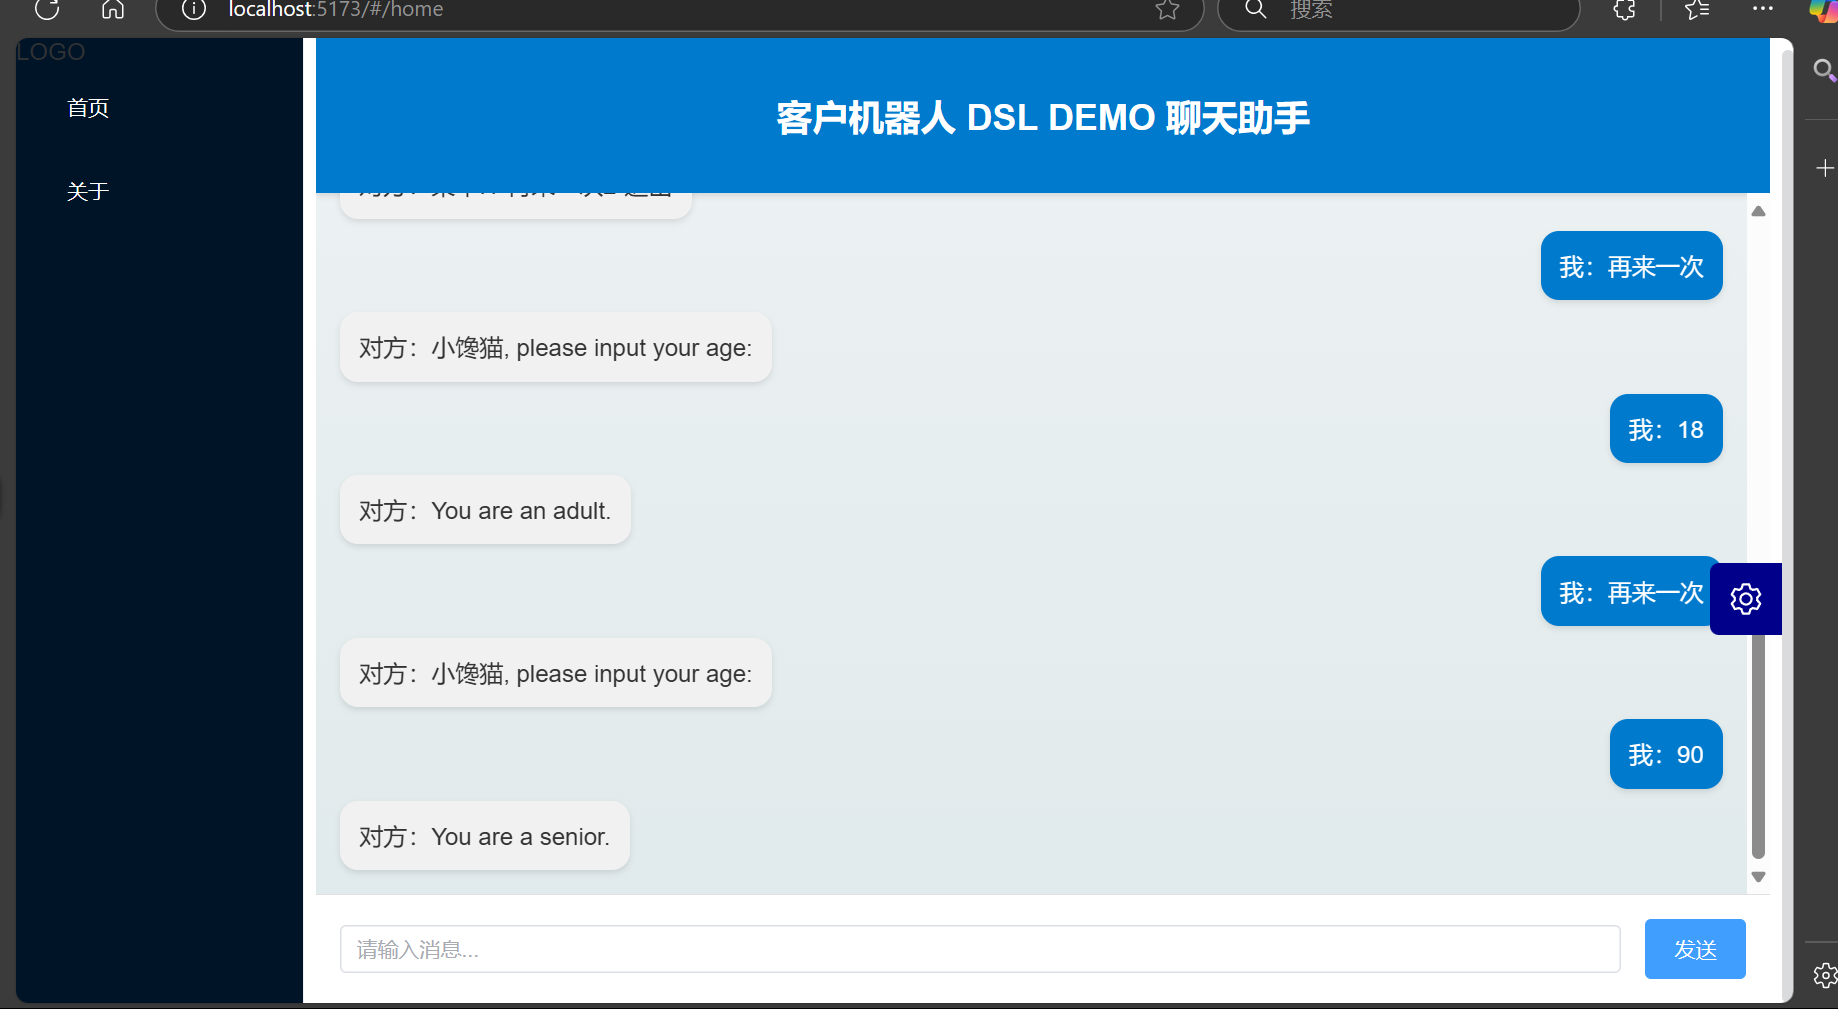 localhost:5173/#/home
搜索
LOGO
首页
关于
客户机器人 DSL DEMO 聊天助手
我：再来一次
对方：小馋猫, please input your age:
我：18
对方：You are an adult.
我：再来一次
对方：小馋猫, please input your age:
我：90
对方：You are a senior.
请输入消息...
发送